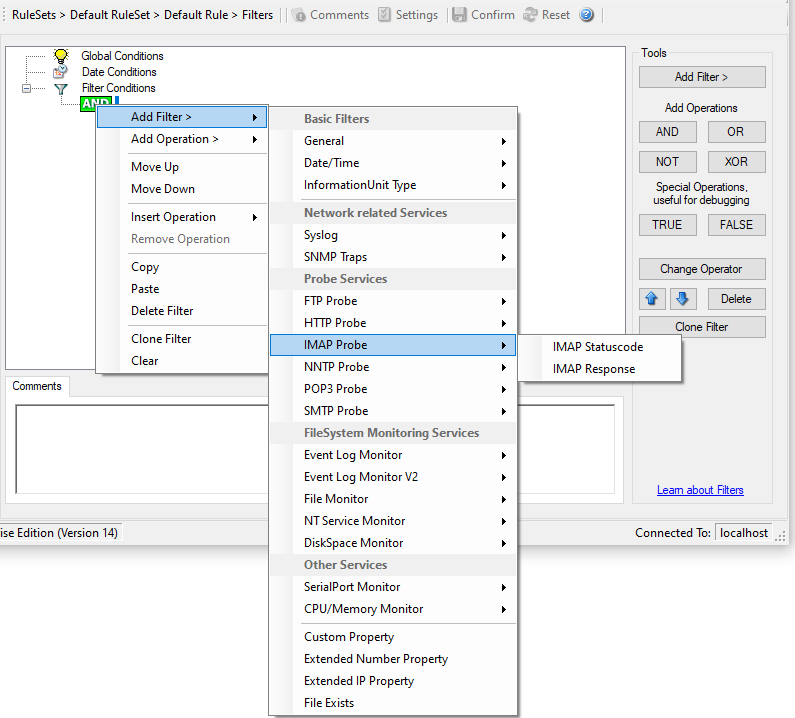 RuleSets > Default RuleSet > Default Rule > Filters
Comments
Settings
Confirm
Reset
Global Conditions
Date Conditions
Filter Conditions
AND
Add Filter >
Add Operation >
Move Up
Move Down
Insert Operation
Remove Operation
Copy
Paste
Delete Filter
Clone Filter
Clear
Basic Filters
General
Date/Time
InformationUnit Type
Network related Services
Syslog
SNMP Traps
Probe Services
FTP Probe
HTTP Probe
IMAP Probe
NNTP Probe
POP3 Probe
SMTP Probe
FileSystem Monitoring Services
Event Log Monitor
Event Log Monitor V2
File Monitor
NT Service Monitor
DiskSpace Monitor
Other Services
SerialPort Monitor
CPU/Memory Monitor
Custom Property
Extended Number Property
Extended IP Property
File Exists
IMAP Statuscode
IMAP Response
Tools
Add Filter >
Add Operations
AND
OR
NOT
XOR
Special Operations,
useful for debugging
TRUE
FALSE
Change Operator
Delete
Clone Filter
Learn about Filters
Comments
ise Edition (Version 14)
Connected To:
localhost